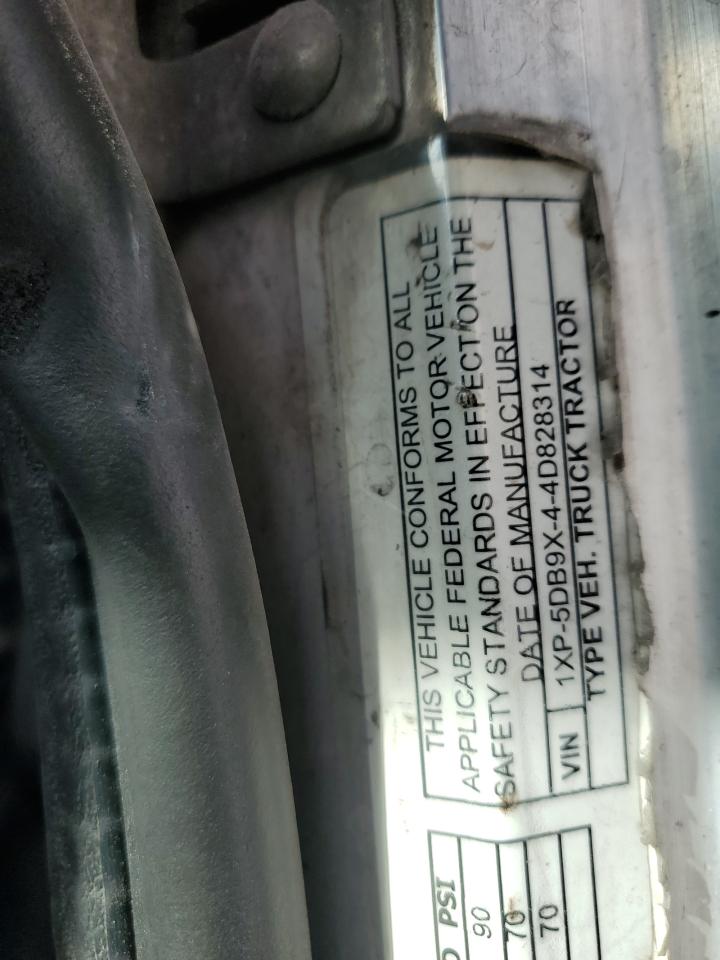 THIS VEHICLE CONFORMS TO ALL
APPLICABLE FEDERAL MOTOR VEHICLE
SAFETY STANDARDS IN EFFECT ON THE
DATE OF MANUFACTURE
VIN 1XP-5DB9X-4-4D828314
TYPE VEH. TRUCK TRACTOR
PSI
90
70
70